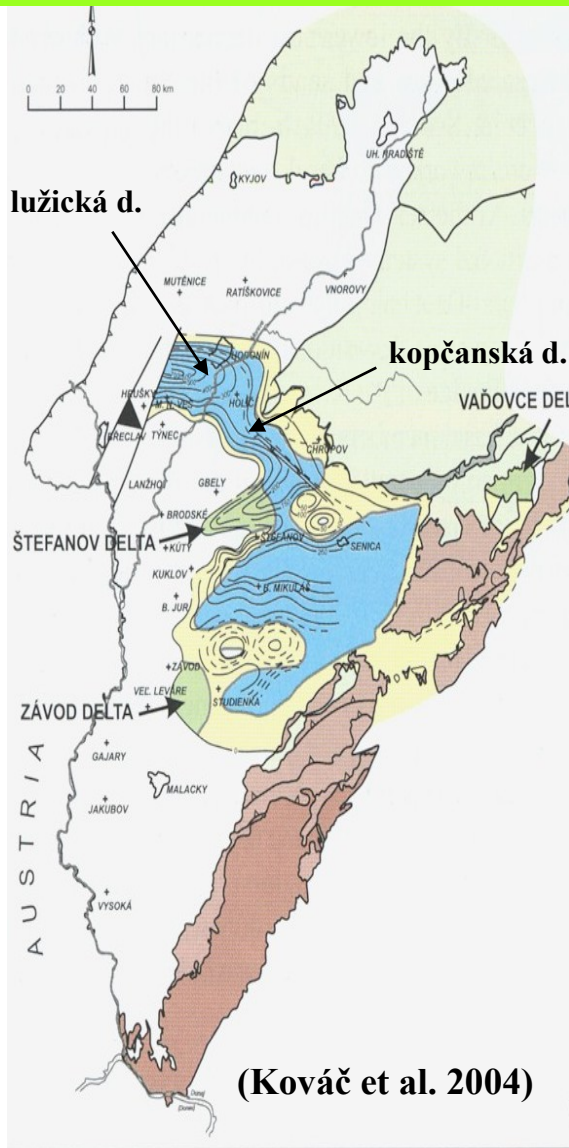 0 20 40 60 80 km
UH. HRADIŠTĚ
KYJOV
lužická d.
MUTĚNICE
RATÍŠKOVICE
VNOROVY
HODONÍN
kopčanská d.
HRUŠKY
M. N. VES
HOLÍČ
VAĎOVCE DEL
BŘECLAV
TÝNEC
CHROPOV
LANŽHOT
GBELY
BRODSKÉ
ŠTEFANOV DELTA
ŠTEFANOV
SENICA
KÚTY
KUKLOV
B. MIKULÁŠ
B. JUR
ZÁVOD
VEĽ. LEVÁRE
STUDIENKA
ZÁVOD DELTA
GAJARY
MALACKY
JAKUBOV
AUSTRIA
VYSOKÁ
(Kováč et al. 2004)